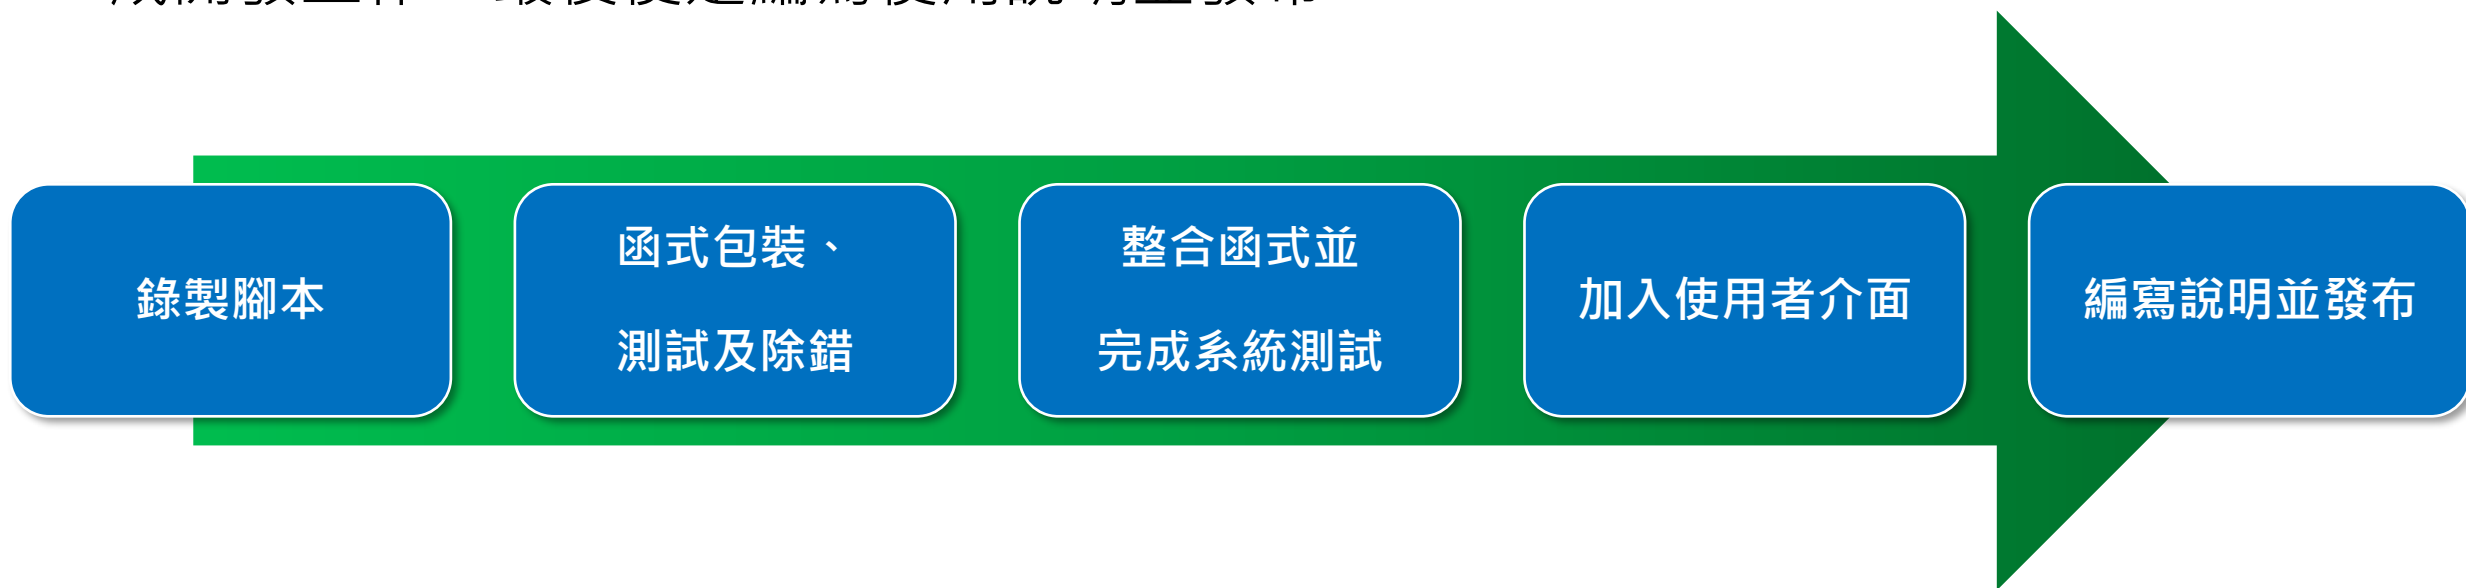 錄製腳本
函式包裝、
測試及除錯
整合函式並
完成系統測試
加入使用者介面
編寫說明並發布